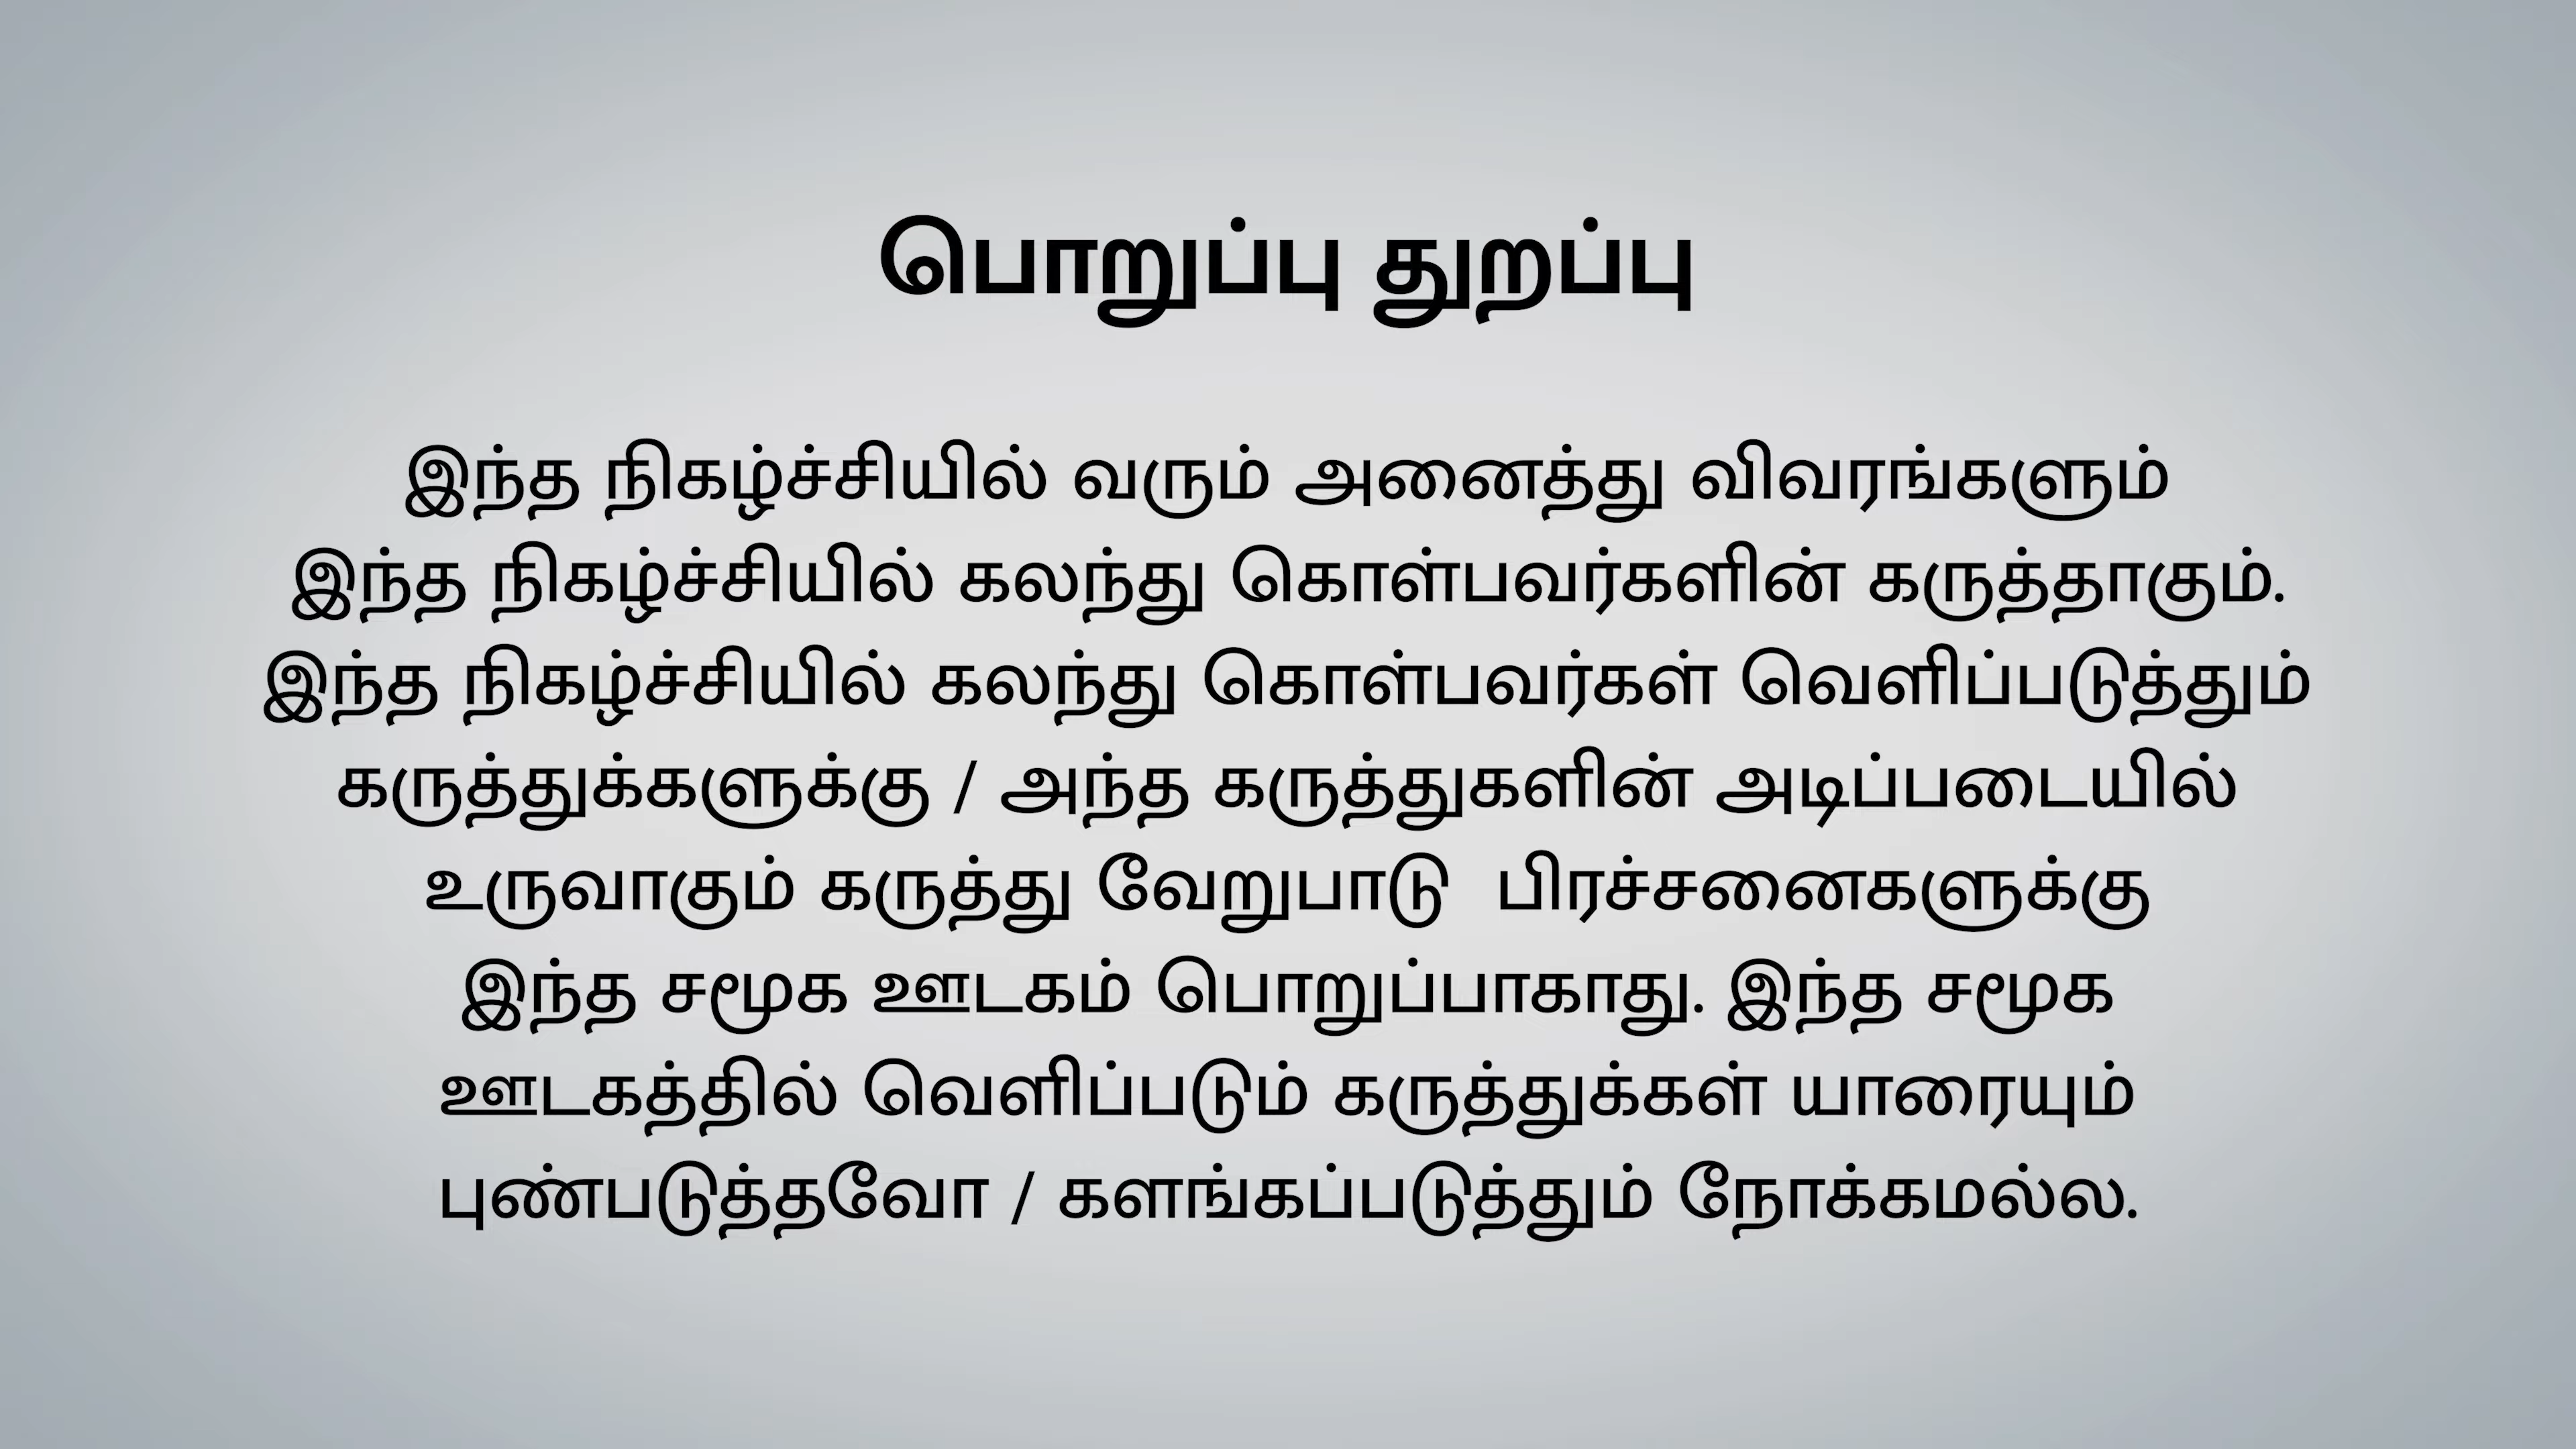 பொறுப்பு துறப்பு
இந்த நிகழ்ச்சியில் வரும் அனைத்து விவரங்களும்
இந்த நிகழ்ச்சியில் கலந்து கொள்பவர்களின் கருத்தாகும்.
இந்த நிகழ்ச்சியில் கலந்து கொள்பவர்கள் வெளிப்படுத்தும்
கருத்துக்களுக்கு / அந்த கருத்துகளின் அடிப்படையில்
உருவாகும் கருத்து வேறுபாடு  பிரச்சனைகளுக்கு
இந்த சமூக ஊடகம் பொறுப்பாகாது. இந்த சமூக
ஊடகத்தில் வெளிப்படும் கருத்துக்கள் யாரையும்
புண்படுத்தவோ / களங்கப்படுத்தும் நோக்கமல்ல.